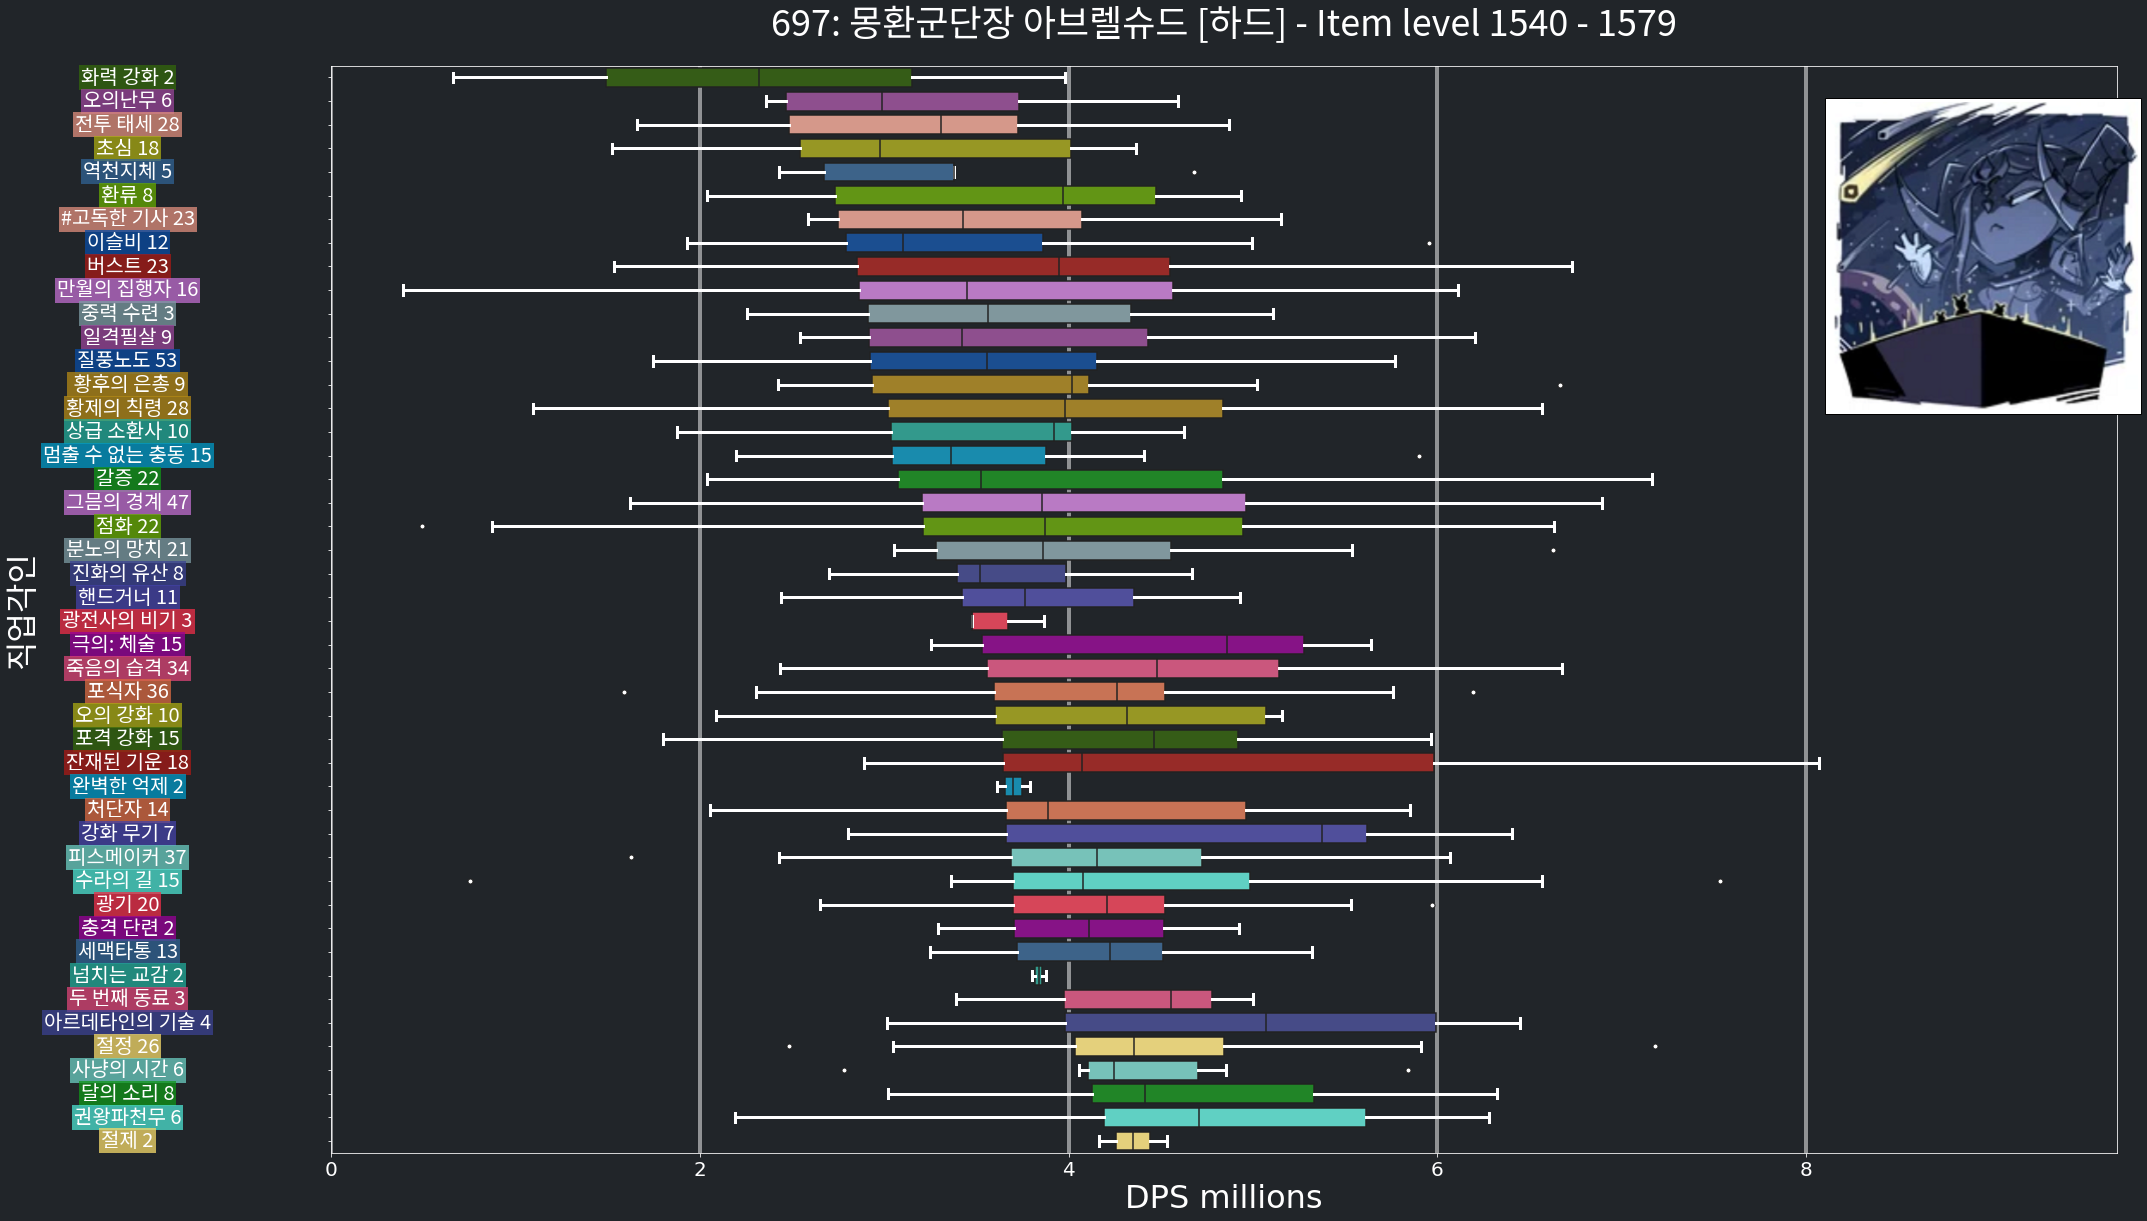 697: 몽환군단장 아브렐슈드 [하드] - Item level 1540 - 1579
화력 강화 2
오의난무 6
전투 태세 28
초심 18
역천지체 5
환류 8
#고독한 기사 23
이슬비 12
버스트 23
만월의 집행자 16
중력 수련 3
일격필살 9
질풍노도 53
황후의 은총 9
황제의 칙령 28
상급 소환사 10
멈출 수 없는 충동 15
갈증 22
그믐의 경계 47
점화 22
분노의 망치 21
진화의 유산 8
핸드거너 11
광전사의 비기 3
극의: 체술 15
죽음의 습격 34
포식자 36
오의 강화 10
포격 강화 15
잔재된 기운 18
완벽한 억제 2
처단자 14
강화 무기 7
피스메이커 37
수라의 길 15
광기 20
충격 단련 2
세맥타통 13
넘치는 교감 2
두 번째 동료 3
아르데타인의 기술 4
절정 26
사냥의 시간 6
달의 소리 8
권왕파천무 6
절제 2
직업각인
0 2 4 6 8
DPS millions